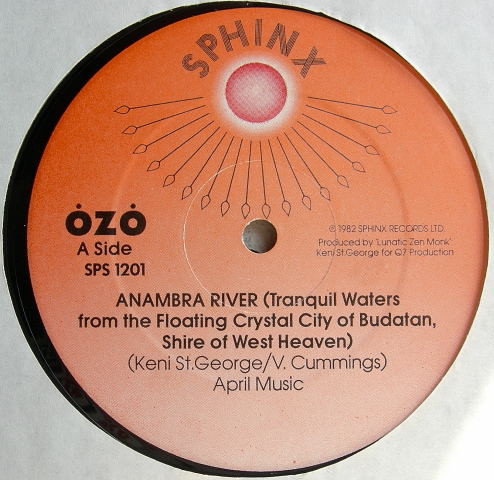 SPHINX
ȯzȯ
A Side
SPS 1201
℗ 1982 SPHINX RECORDS LTD.
Produced by 'Lunatic Zen Monk'
Keni St.George for Q7 Production
ANAMBRA RIVER (Tranquil Waters
from the Floating Crystal City of Budatan,
Shire of West Heaven)
(Keni St.George/V. Cummings)
April Music